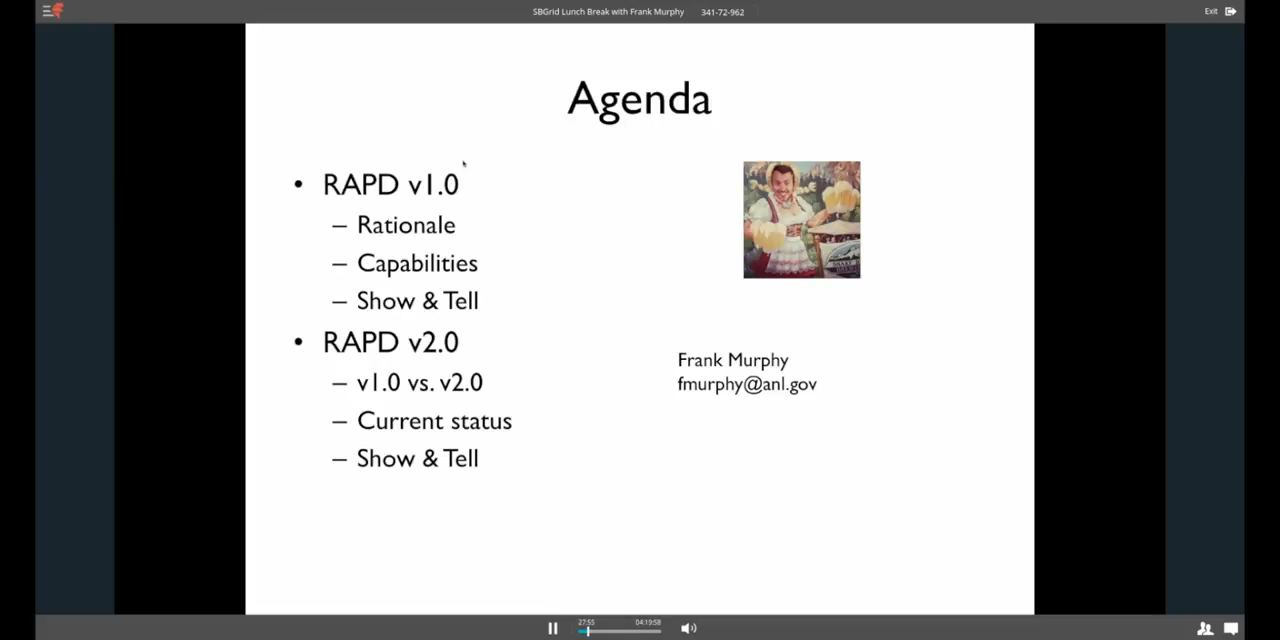 SBGrid Lunch Break with Frank Murphy 341-72-962
Exit
Agenda
• RAPD v1.0
– Rationale
– Capabilities
– Show & Tell
• RAPD v2.0
– v1.0 vs. v2.0
– Current status
– Show & Tell
Frank Murphy
fmurphy@anl.gov
27:55 04:19:58